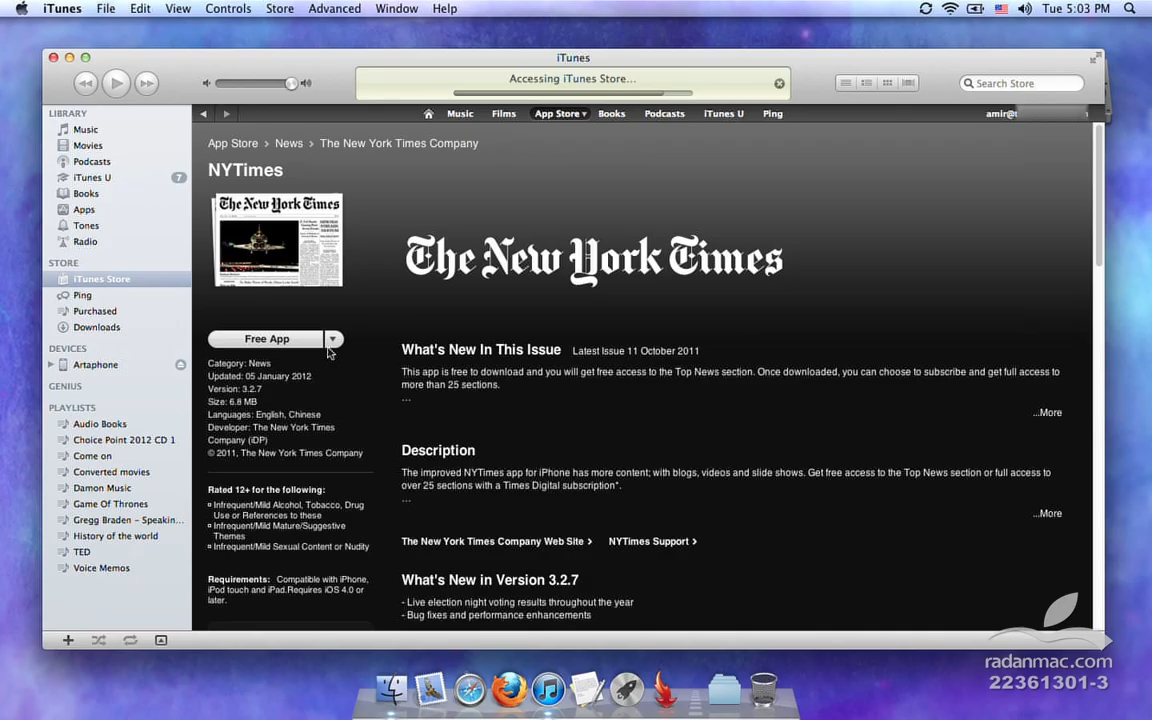 iTunes File Edit View Controls Store Advanced Window Help
Tue 5:03 PM
iTunes
Accessing iTunes Store...
Search Store
LIBRARY
Music
Movies
Podcasts
iTunes U 7
Books
Apps
Tones
Radio
STORE
iTunes Store
Ping
Purchased
Downloads
DEVICES
Artaphone
GENIUS
PLAYLISTS
Audio Books
Choice Point 2012 CD 1
Come on
Converted movies
Damon Music
Game Of Thrones
Gregg Braden - Speakin...
History of the world
TED
Voice Memos
Music Films App Store Books Podcasts iTunes U Ping
App Store > News > The New York Times Company
NYTimes
The New York Times
The New York Times
Free App
Category: News
Updated: 05 January 2012
Version: 3.2.7
Size: 6.8 MB
Languages: English, Chinese
Developer: The New York Times
Company (iDP)
© 2011, The New York Times Company
Rated 12+ for the following:
Infrequent/Mild Alcohol, Tobacco, Drug
Use or References to these
Infrequent/Mild Mature/Suggestive
Themes
Infrequent/Mild Sexual Content or Nudity
Requirements: Compatible with iPhone,
iPod touch and iPad.Requires iOS 4.0 or
later.
What's New In This Issue Latest Issue 11 October 2011
This app is free to download and you will get free access to the Top News section. Once downloaded, you can choose to subscribe and get full access to
more than 25 sections.
...
...More
Description
The improved NYTimes app for iPhone has more content; with blogs, videos and slide shows. Get free access to the Top News section or full access to
over 25 sections with a Times Digital subscription*.
...
...More
The New York Times Company Web Site > NYTimes Support >
What's New in Version 3.2.7
- Live election night voting results throughout the year
- Bug fixes and performance enhancements
radanmac.com
22361301-3